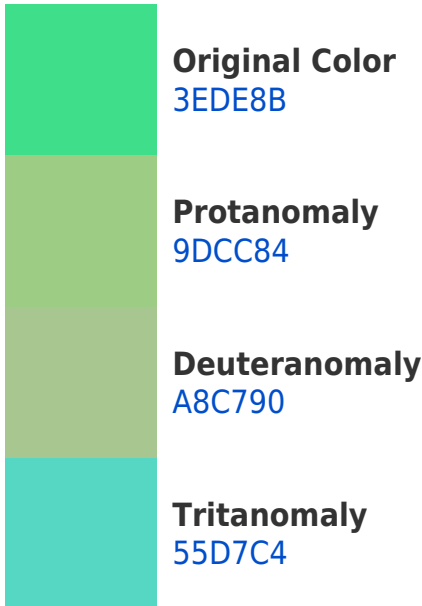 Original Color
3EDE8B
Protanomaly
9DCC84
Deuteranomaly
A8C790
Tritanomaly
55D7C4